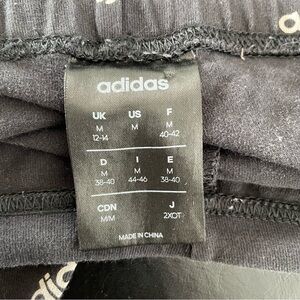 adidas
UK US F
M M M
12-14 40-42
D I E
M M M
38-40 44-46 38-40
CDN J
M/M 2XOT
MADE IN CHINA